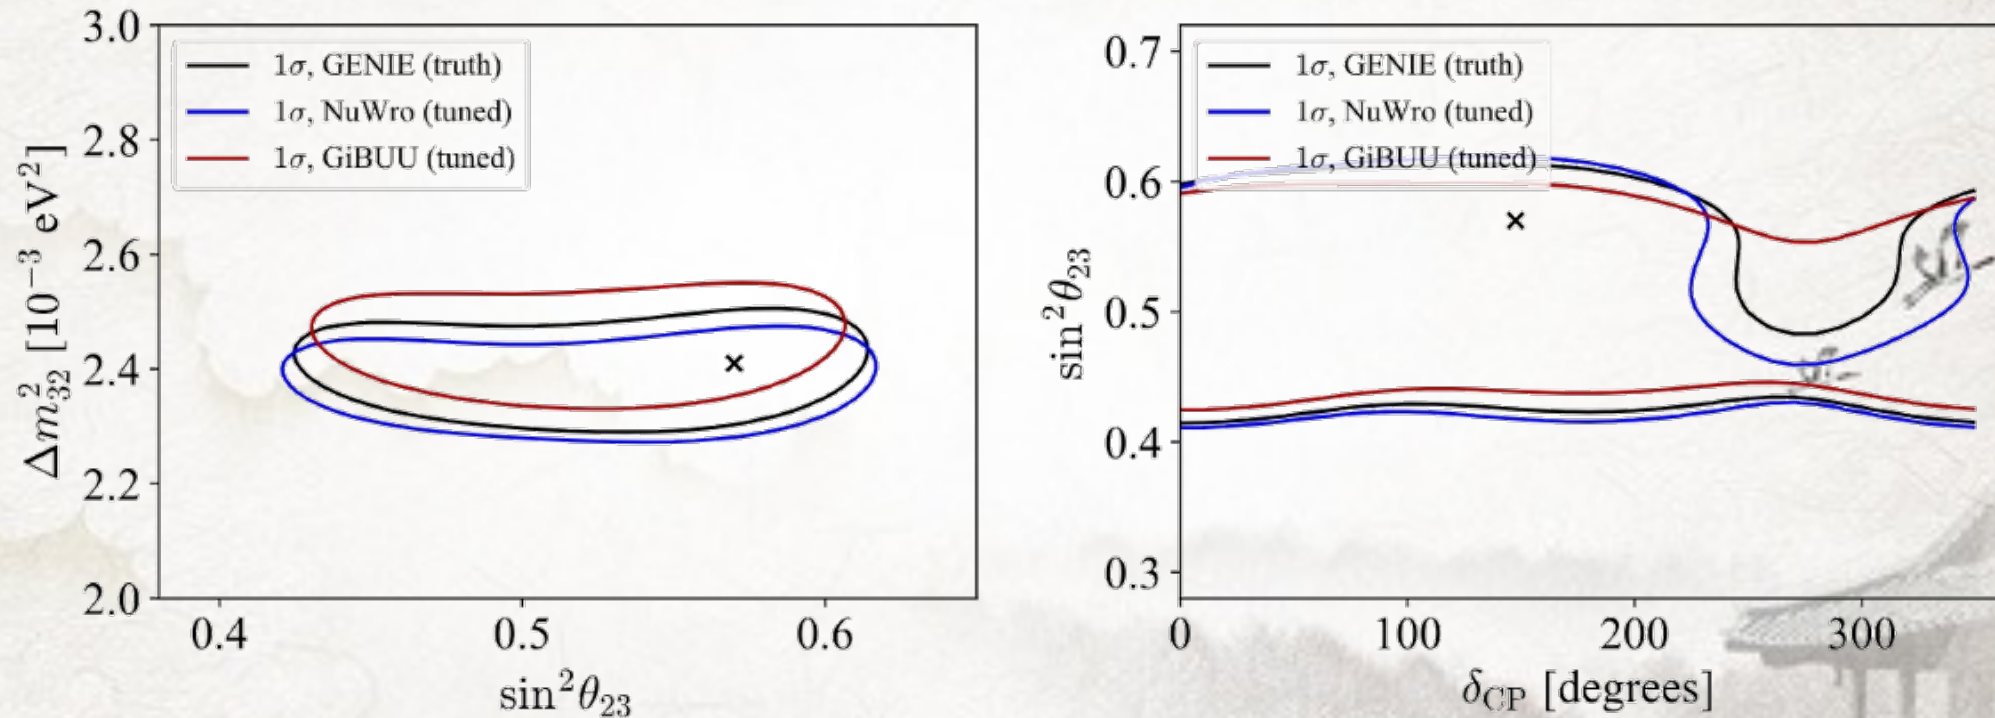 3.0
2.8
2.6
2.4
2.2
2.0
Δm²₃₂ [10⁻³ eV²]
1σ, GENIE (truth)
1σ, NuWro (tuned)
1σ, GiBUU (tuned)
0.4 0.5 0.6
sin²θ₂₃
0.7
0.6
0.5
0.4
0.3
sin²θ₂₃
1σ, GENIE (truth)
1σ, NuWro (tuned)
1σ, GiBUU (tuned)
0 100 200 300
δCP [degrees]